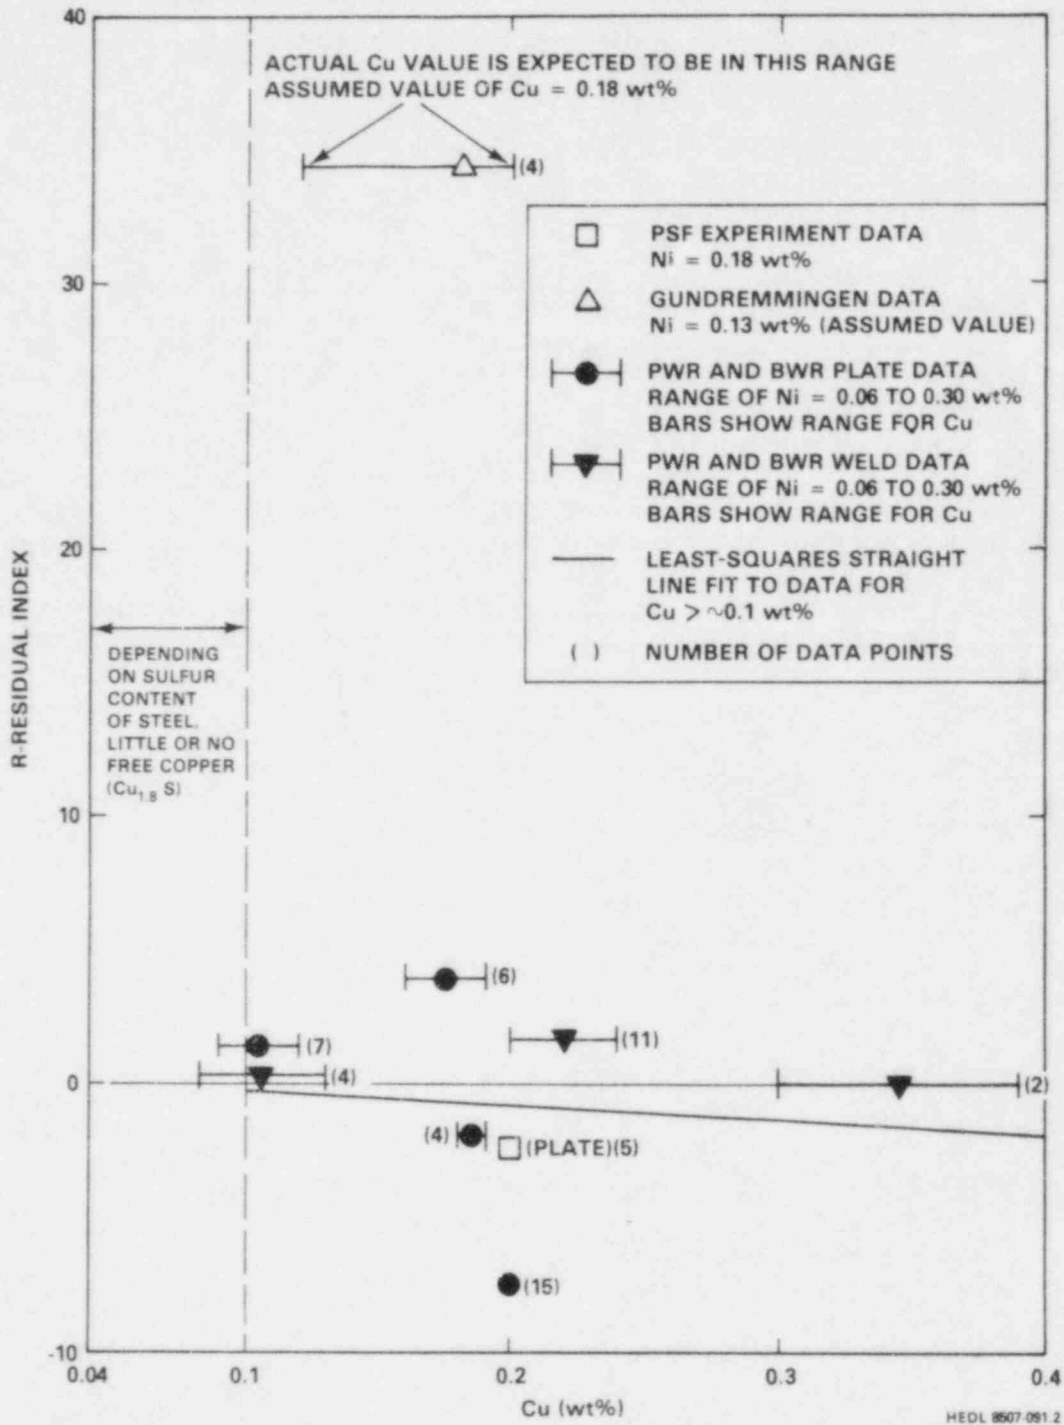 40
ACTUAL Cu VALUE IS EXPECTED TO BE IN THIS RANGE
ASSUMED VALUE OF Cu = 0.18 wt%
(4)
PSF EXPERIMENT DATA
Ni = 0.18 wt%
GUNDREMMINGEN DATA
Ni = 0.13 wt% (ASSUMED VALUE)
PWR AND BWR PLATE DATA
RANGE OF Ni = 0.06 TO 0.30 wt%
BARS SHOW RANGE FOR Cu
PWR AND BWR WELD DATA
RANGE OF Ni = 0.06 TO 0.30 wt%
BARS SHOW RANGE FOR Cu
LEAST-SQUARES STRAIGHT
LINE FIT TO DATA FOR
Cu > ~0.1 wt%
( ) NUMBER OF DATA POINTS
30
20
R-RESIDUAL INDEX
DEPENDING
ON SULFUR
CONTENT
OF STEEL,
LITTLE OR NO
FREE COPPER
(Cu1.8 S)
10
(6)
(7)
(11)
(4)
0
(2)
(4)
(PLATE)(5)
(15)
-10
0.04 0.1 0.2 0.3 0.4
Cu (wt%)
HEDL 8507-091.2